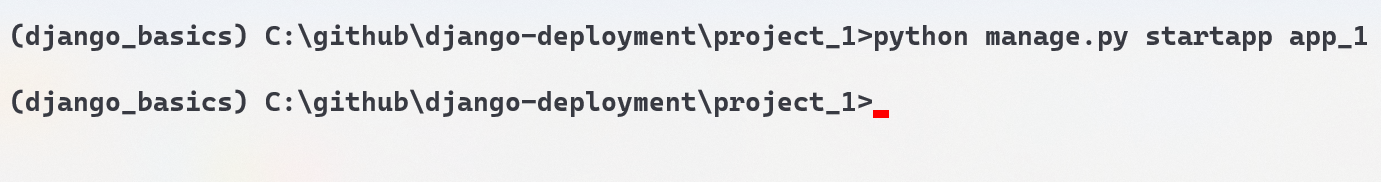 (django_basics) C:\github\django-deployment\project_1>python manage.py startapp app_1
(django_basics) C:\github\django-deployment\project_1>